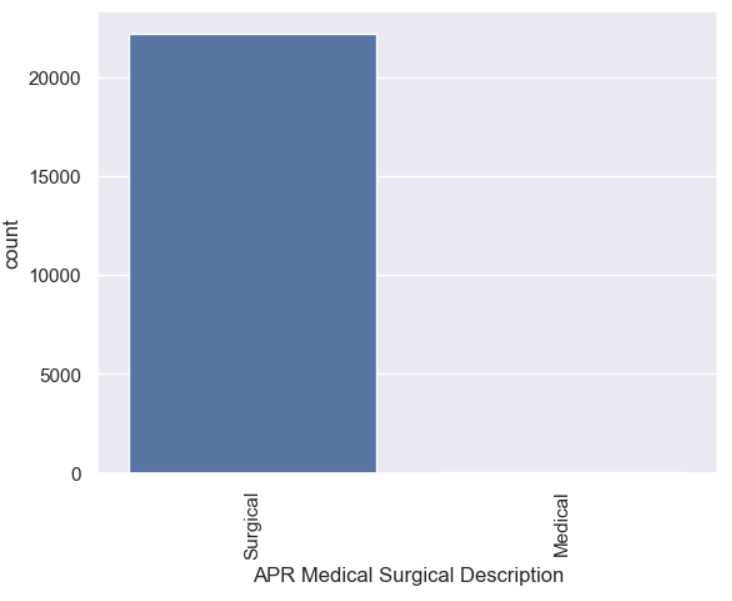 20000
15000
10000
5000
0
count
Surgical
Medical
APR Medical Surgical Description